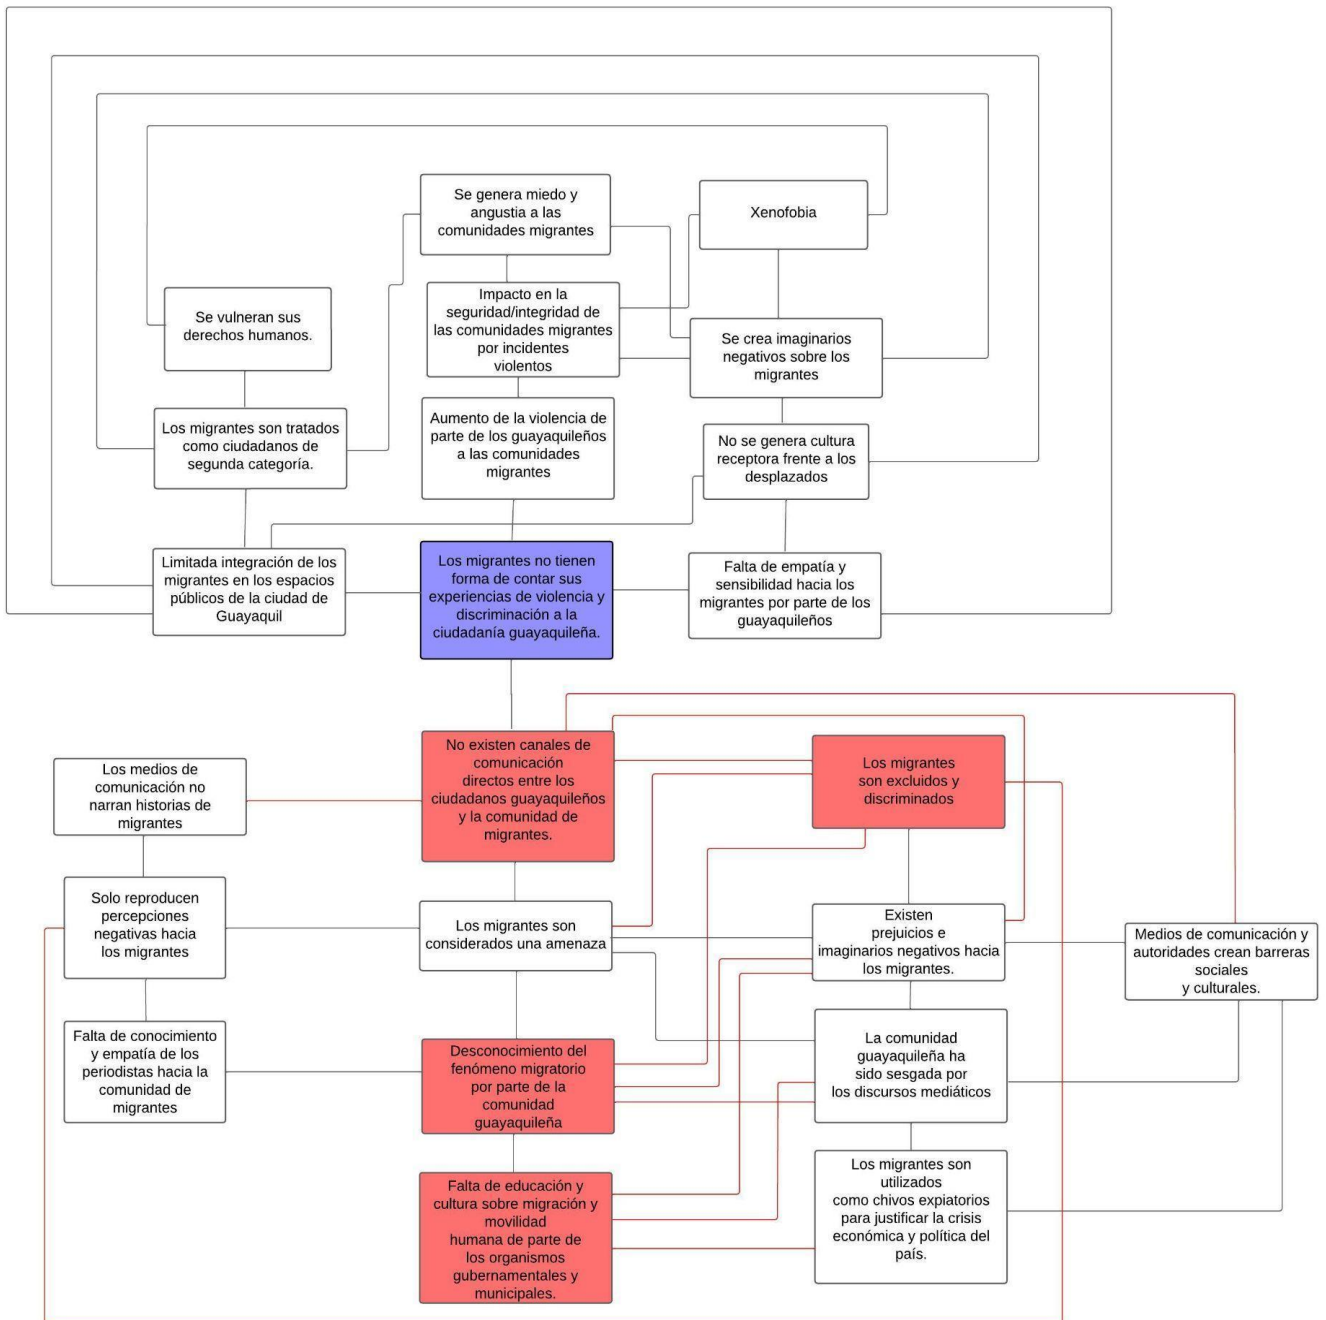 Se genera miedo y
angustia a las
comunidades migrantes
Xenofobia
Se vulneran sus
derechos humanos.
Impacto en la
seguridad/integridad de
las comunidades migrantes
por incidentes
violentos
Se crea imaginarios
negativos sobre los
migrantes
Los migrantes son tratados
como ciudadanos de
segunda categoría.
Aumento de la violencia de
parte de los guayaquileños
a las comunidades
migrantes
No se genera cultura
receptora frente a los
desplazados
Limitada integración de los
migrantes en los espacios
públicos de la ciudad de
Guayaquil
Los migrantes no tienen
forma de contar sus
experiencias de violencia y
discriminación a la
ciudadanía guayaquileña.
Falta de empatía y
sensibilidad hacia los
migrantes por parte de los
guayaquileños
Los medios de
comunicación no
narran historias de
migrantes
No existen canales de
comunicación
directos entre los
ciudadanos guayaquileños
y la comunidad de
migrantes.
Los migrantes
son excluidos y
discriminados
Solo reproducen
percepciones
negativas hacia
los migrantes
Los migrantes son
considerados una amenaza
Existen
prejuicios e
imaginarios negativos hacia
los migrantes.
Medios de comunicación y
autoridades crean barreras
sociales
y culturales.
Falta de conocimiento
y empatía de los
periodistas hacia la
comunidad de
migrantes
Desconocimiento del
fenómeno migratorio
por parte de la
comunidad
guayaquileña
La comunidad
guayaquileña ha
sido sesgada por
los discursos mediáticos
Falta de educación y
cultura sobre migración y
movilidad
humana de parte de
los organismos
gubernamentales y
municipales.
Los migrantes son
utilizados
como chivos expiatorios
para justificar la crisis
económica y política del
país.